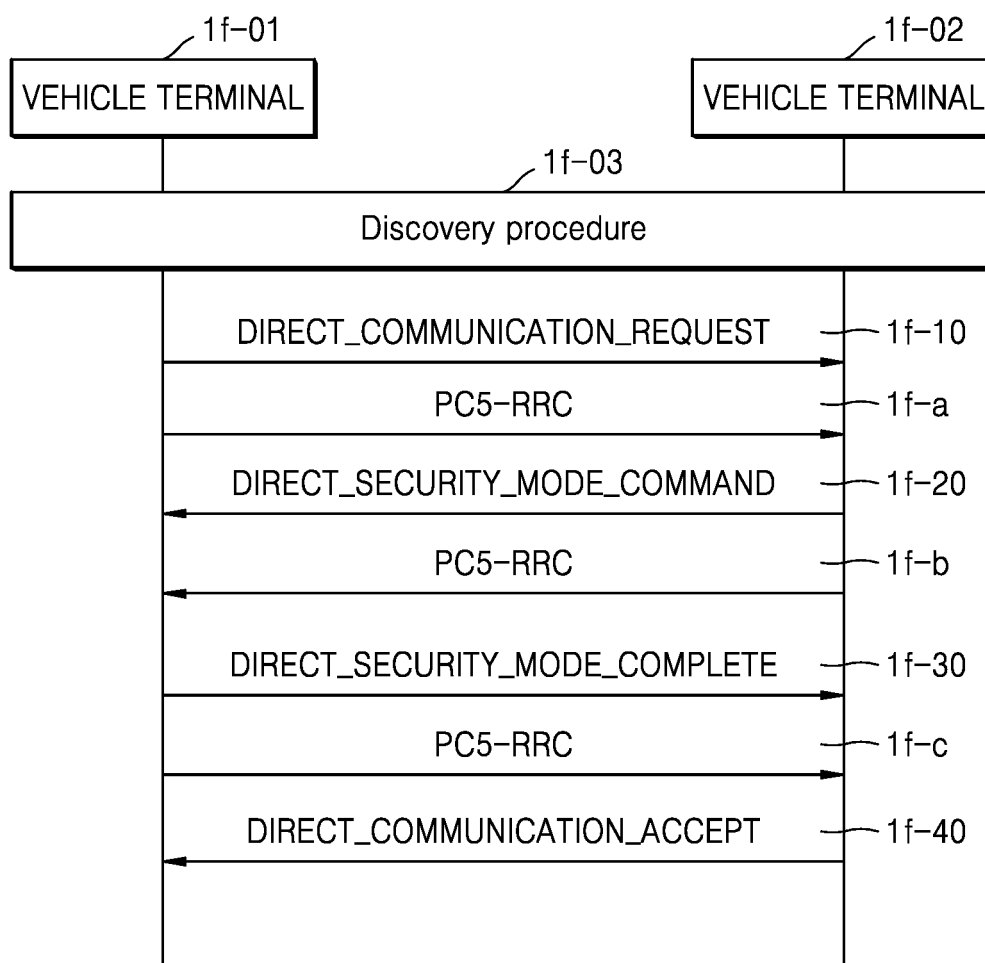 1f-01
1f-02
VEHICLE TERMINAL
VEHICLE TERMINAL
1f-03
Discovery procedure
DIRECT_COMMUNICATION_REQUEST
1f-10
PC5-RRC
1f-a
DIRECT_SECURITY_MODE_COMMAND
1f-20
PC5-RRC
1f-b
DIRECT_SECURITY_MODE_COMPLETE
1f-30
PC5-RRC
1f-c
DIRECT_COMMUNICATION_ACCEPT
1f-40